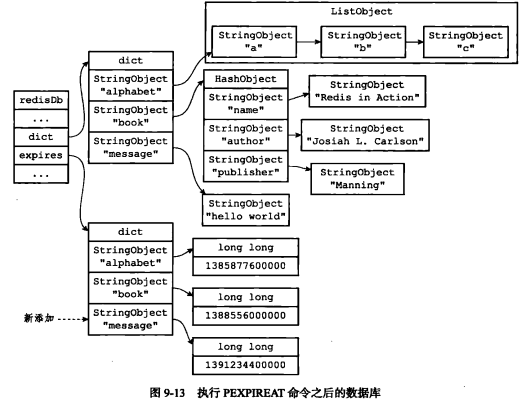 ListObject
StringObject
"a"
StringObject
"b"
StringObject
"c"
redisDb
...
dict
expires
...
dict
StringObject
"alphabet"
StringObject
"book"
StringObject
"message"
HashObject
StringObject
"name"
StringObject
"author"
StringObject
"publisher"
StringObject
"Redis in Action"
StringObject
"Josiah L. Carlson"
StringObject
"Manning"
StringObject
"hello world"
dict
StringObject
"alphabet"
StringObject
"book"
StringObject
"message"
新添加
long long
1385877600000
long long
1388556000000
long long
1391234400000
图 9-13 执行 PEXPIREAT 命令之后的数据库